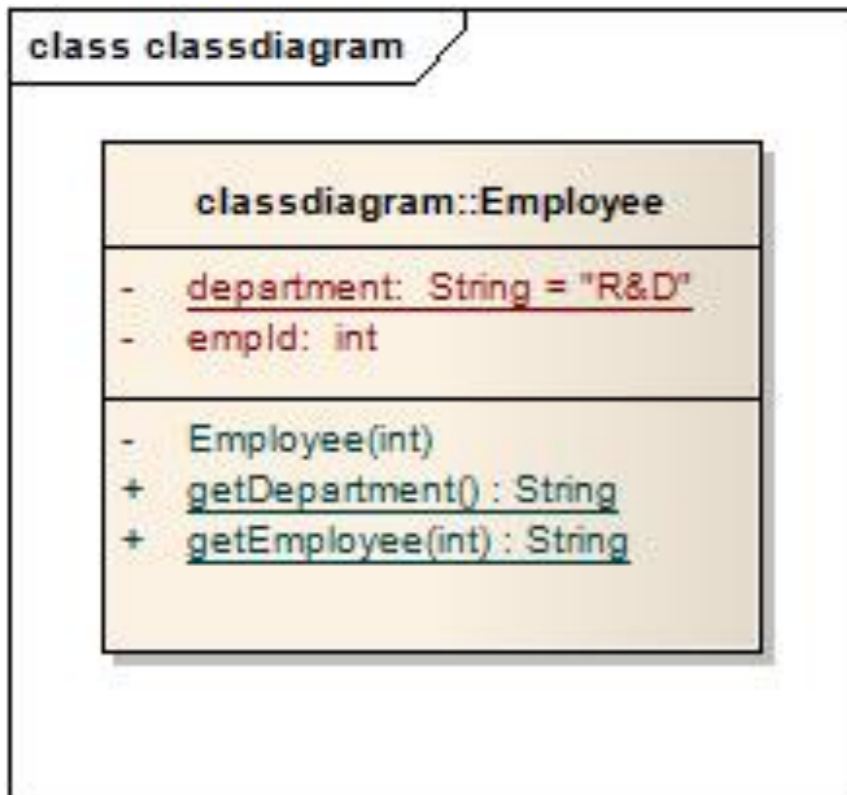 class classdiagram
classdiagram::Employee
- department: String = "R&D"
- empId: int
- Employee(int)
+ getDepartment() : String
+ getEmployee(int) : String